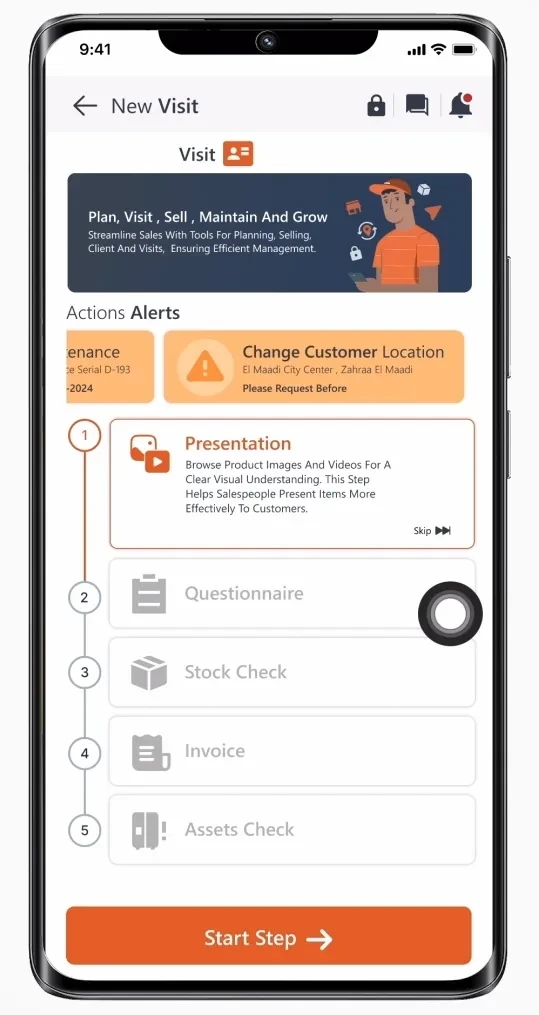 9:41
New Visit
Visit
Plan, Visit , Sell , Maintain And Grow
Streamline Sales With Tools For Planning, Selling,
Client And Visits, Ensuring Efficient Management.
Actions Alerts
tenance
ce Serial D-193
-2024
Change Customer Location
El Maadi City Center , Zahraa El Maadi
Please Request Before
1
Presentation
Browse Product Images And Videos For A
Clear Visual Understanding. This Step
Helps Salespeople Present Items More
Effectively To Customers.
Skip
2
Questionnaire
3
Stock Check
4
Invoice
5
Assets Check
Start Step